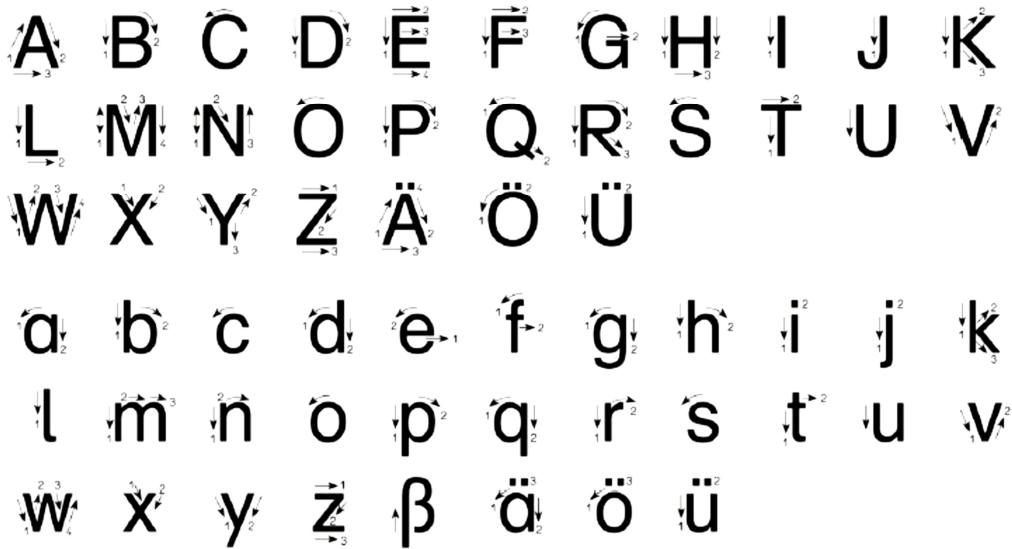 A B C D E F G H I J K
L M N O P Q R S T U V
W X Y Z Ä Ö Ü
a b c d e f g h i j k
l m n o p q r s t u v
w x y z ß ä ö ü